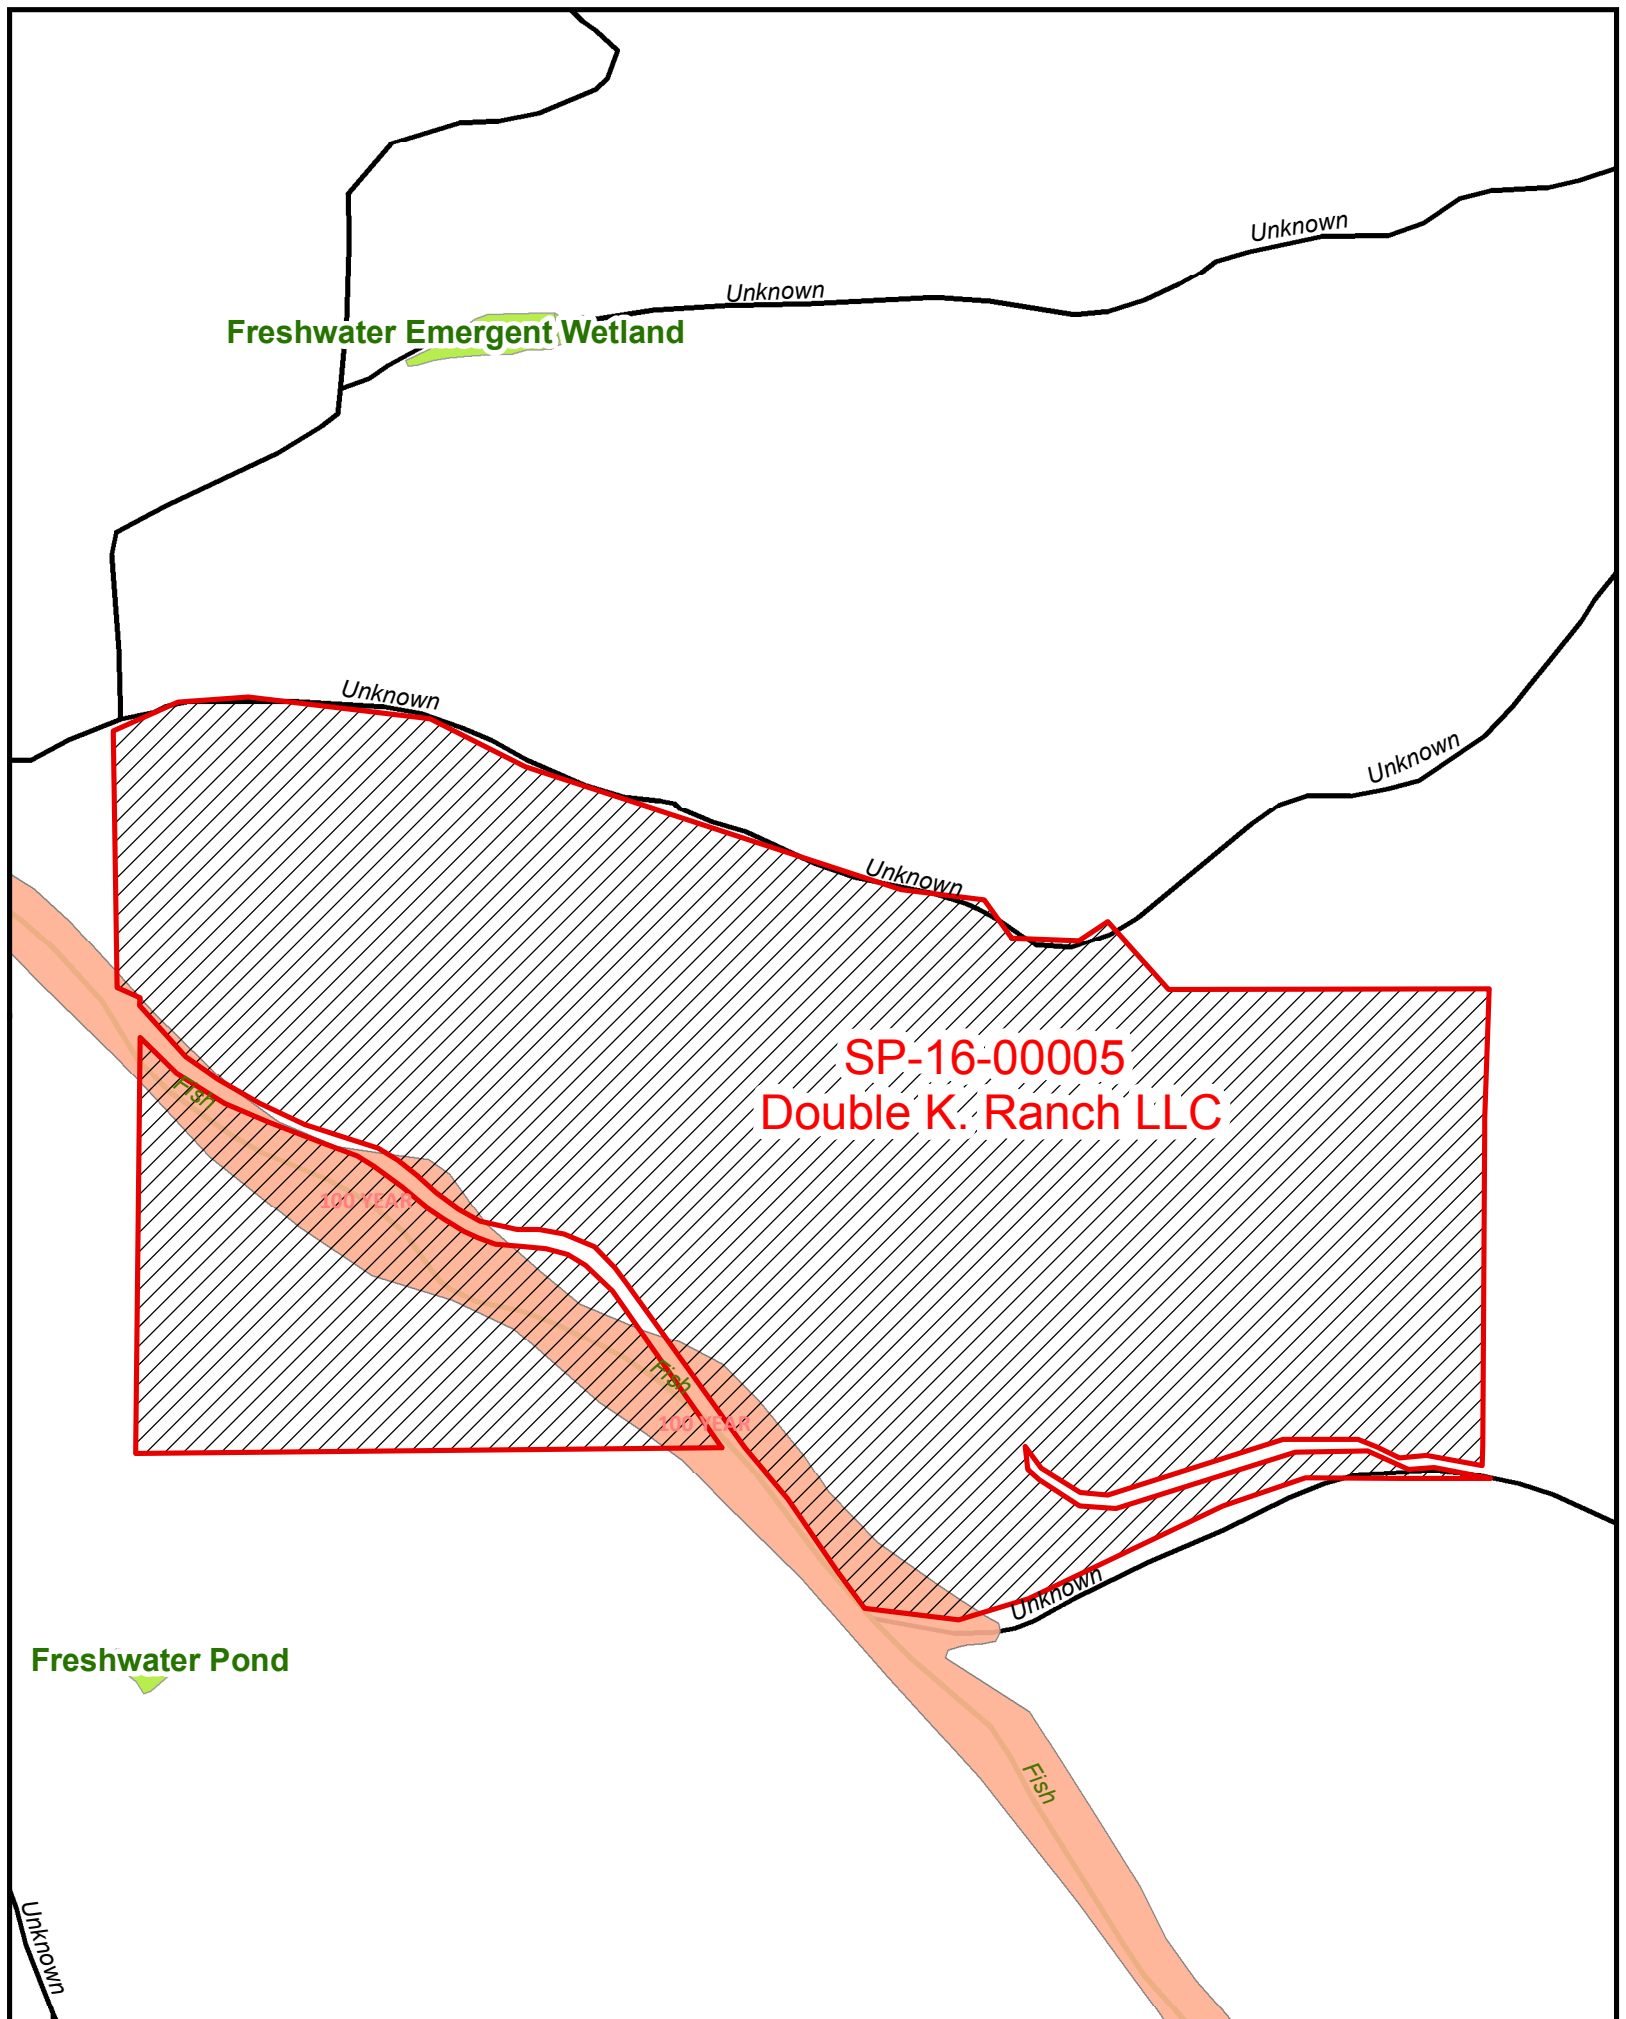 Unknown
Unknown
Freshwater Emergent Wetland
Unknown
Unknown
Unknown
SP-16-00005
Double K. Ranch LLC
Fish
100 YEAR
Fish
100 YEAR
Unknown
Freshwater Pond
Fish
Unknown